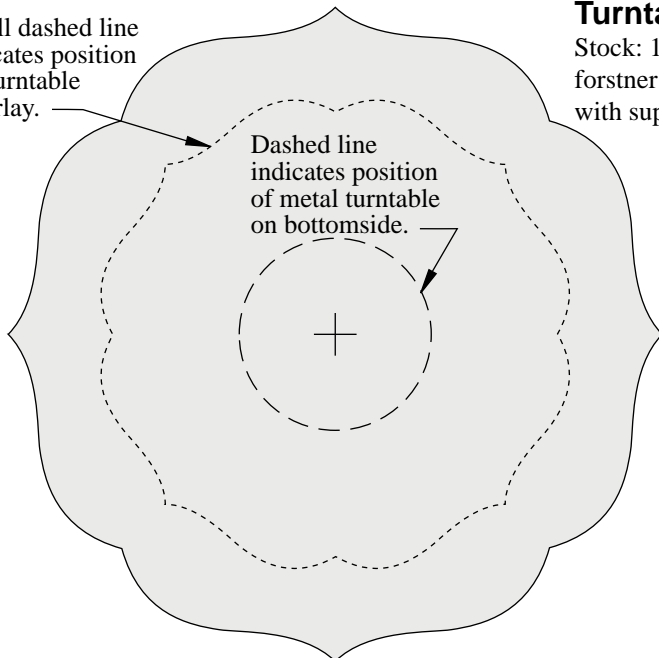 ll dashed line
cates position
urntable
rlay.
Dashed line
indicates position
of metal turntable
on bottomside.
Turnta
Stock: 1
forstner
with sup